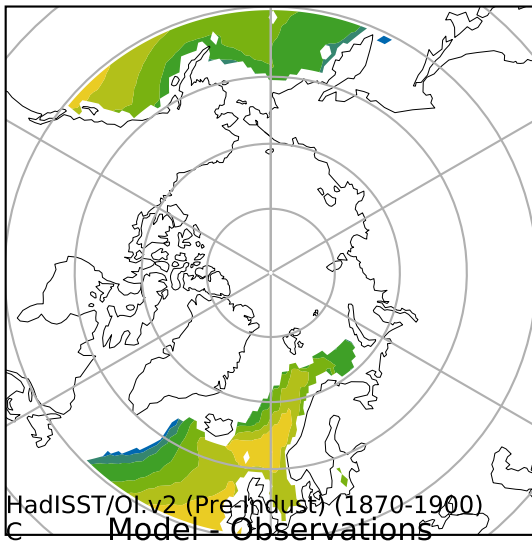 HadISST/OI.v2 (Pre-Indust) (1870-1900)
C Model - Observations